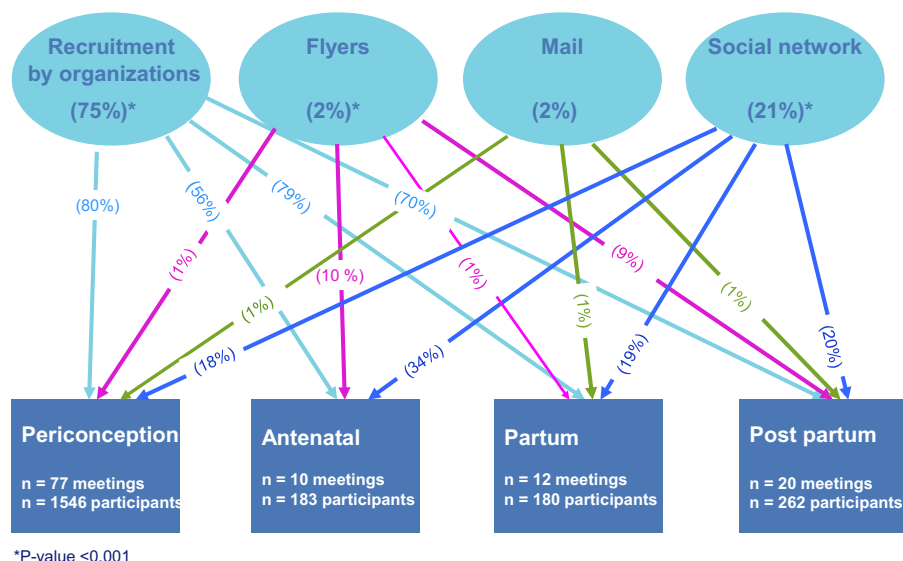 Recruitment
by organizations
(75%)*
Flyers
(2%)*
Mail
(2%)
Social network
(21%)*
(80%)
(56%)
(79%)
(70%)
(1%)
(10 %)
(1%)
(9%)
(1%)
(1%)
(1%)
(18%)
(34%)
(19%)
(20%)
Periconception
n = 77 meetings
n = 1546 participants
Antenatal
n = 10 meetings
n = 183 participants
Partum
n = 12 meetings
n = 180 participants
Post partum
n = 20 meetings
n = 262 participants
*P-value <0.001